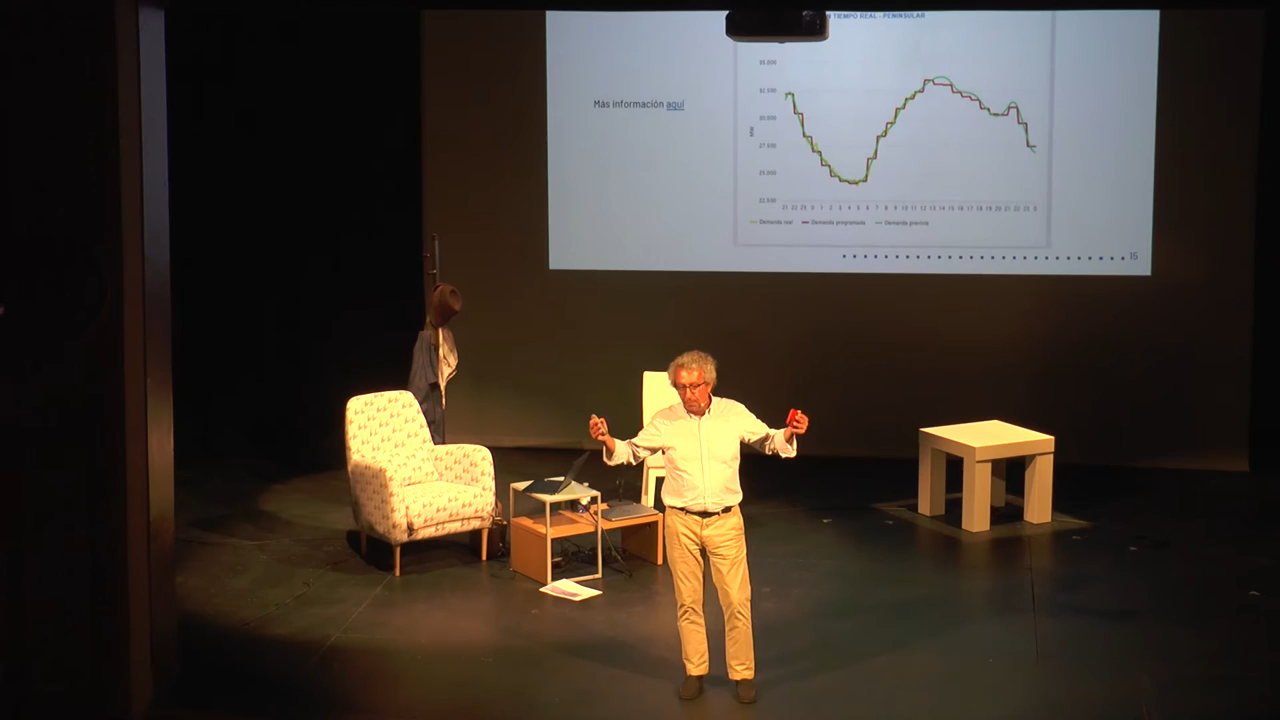 N TIEMPO REAL - PENINSULAR
Más información aquí
35.000
32.500
30.000
27.500
25.000
22.500
MW
21 22 23 0 1 2 3 4 5 6 7 8 9 10 11 12 13 14 15 16 17 18 19 20 21 22 23 0
Demanda real Demanda programada Demanda prevista
15